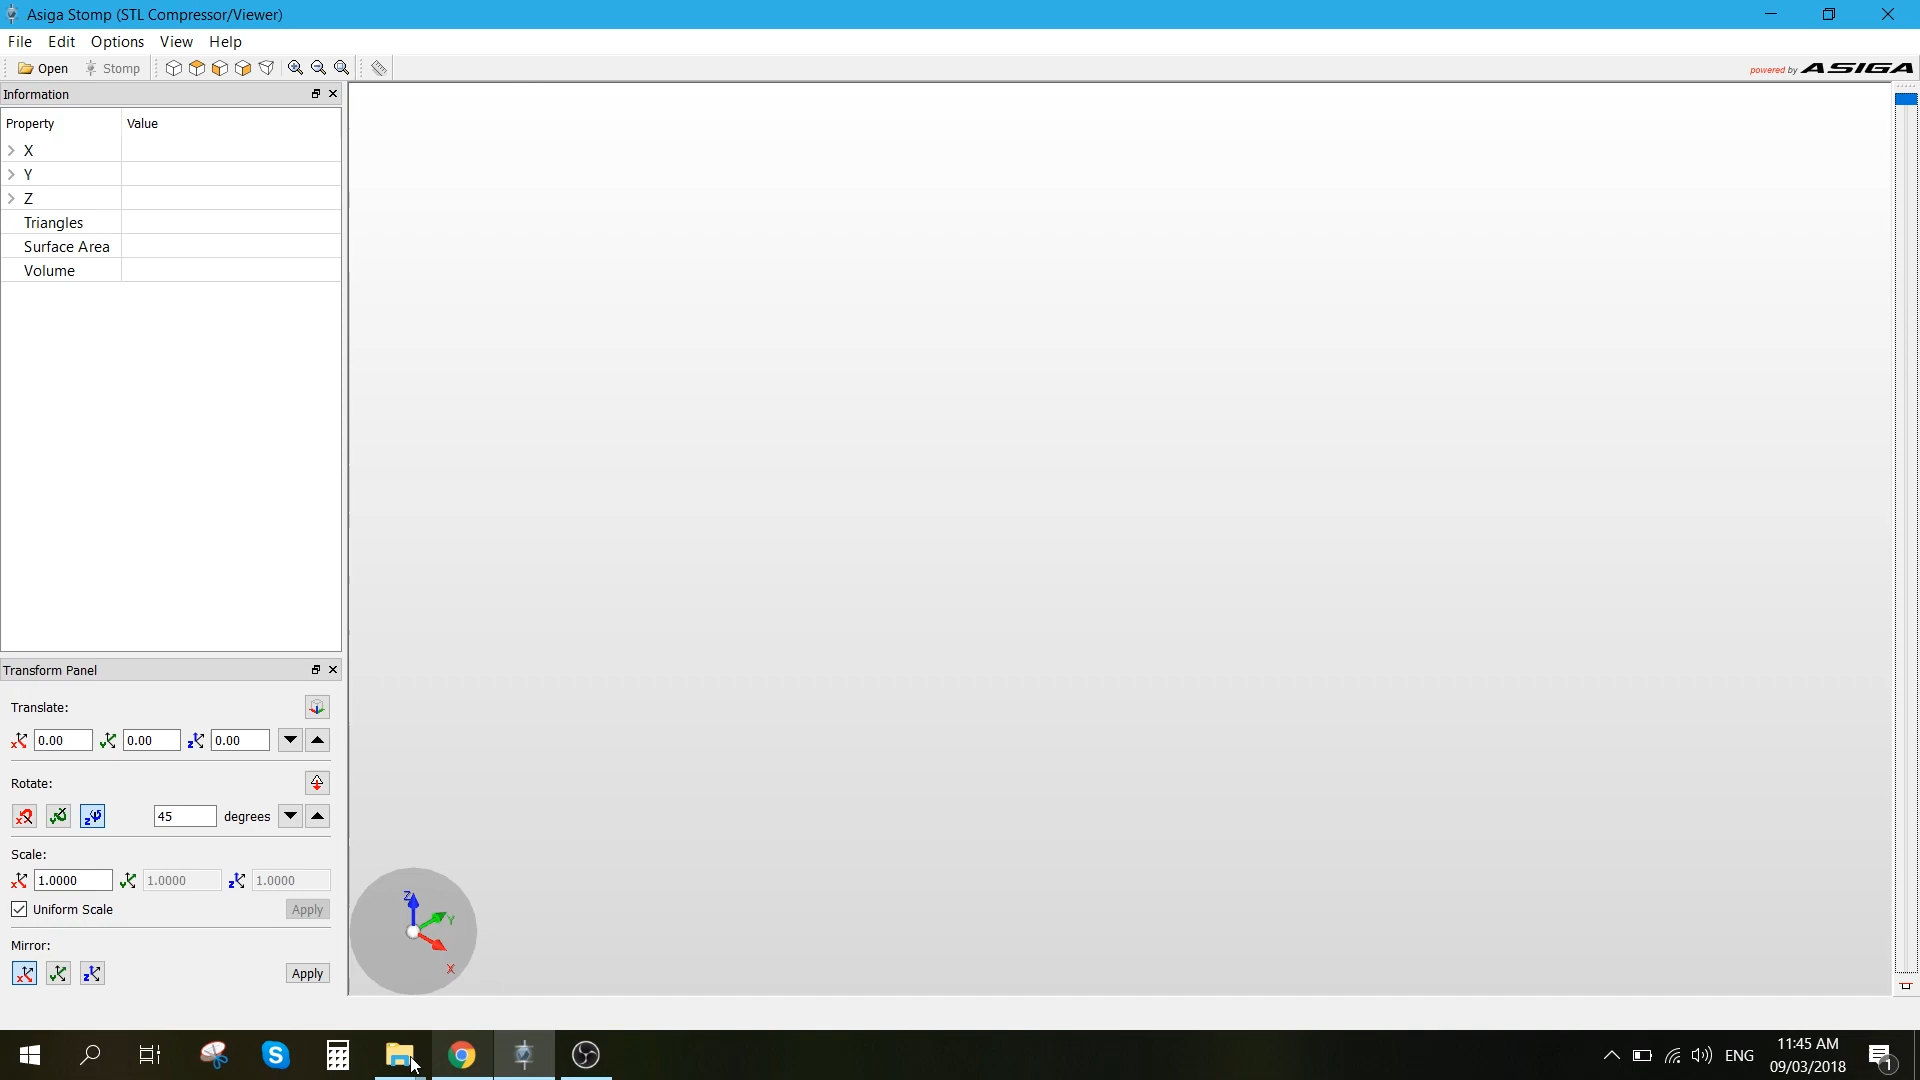 Asiga Stomp (STL Compressor/Viewer)
File Edit Options View Help
Open Stomp
powered by ASIGA
Information
Property Value
X
Y
Z
Triangles
Surface Area
Volume
Transform Panel
Translate:
0.00 0.00 0.00
Rotate:
45 degrees
Scale:
1.0000 1.0000 1.0000
Uniform Scale Apply
Mirror:
Apply
Z
Y
X
ENG
11:45 AM
09/03/2018
1